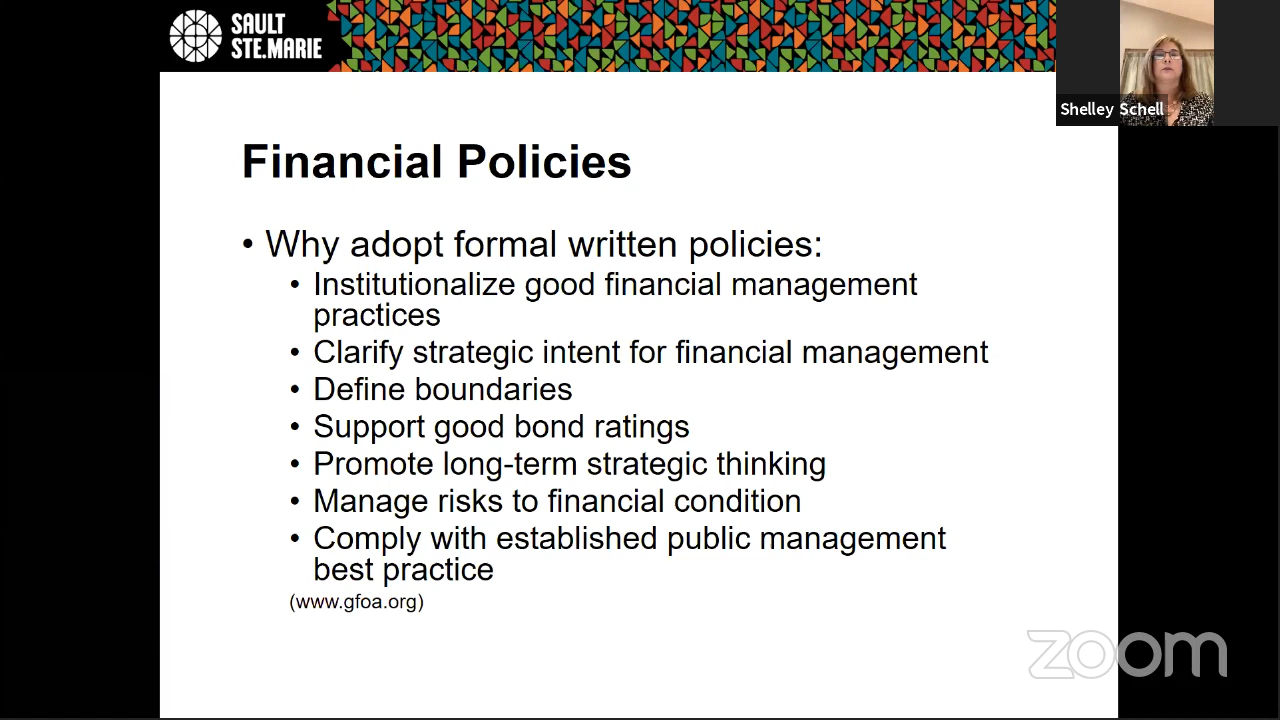 SAULT
STE.MARIE
Shelley Schell
Financial Policies
• Why adopt formal written policies:
• Institutionalize good financial management
practices
• Clarify strategic intent for financial management
• Define boundaries
• Support good bond ratings
• Promote long-term strategic thinking
• Manage risks to financial condition
• Comply with established public management
best practice
(www.gfoa.org)
zoom